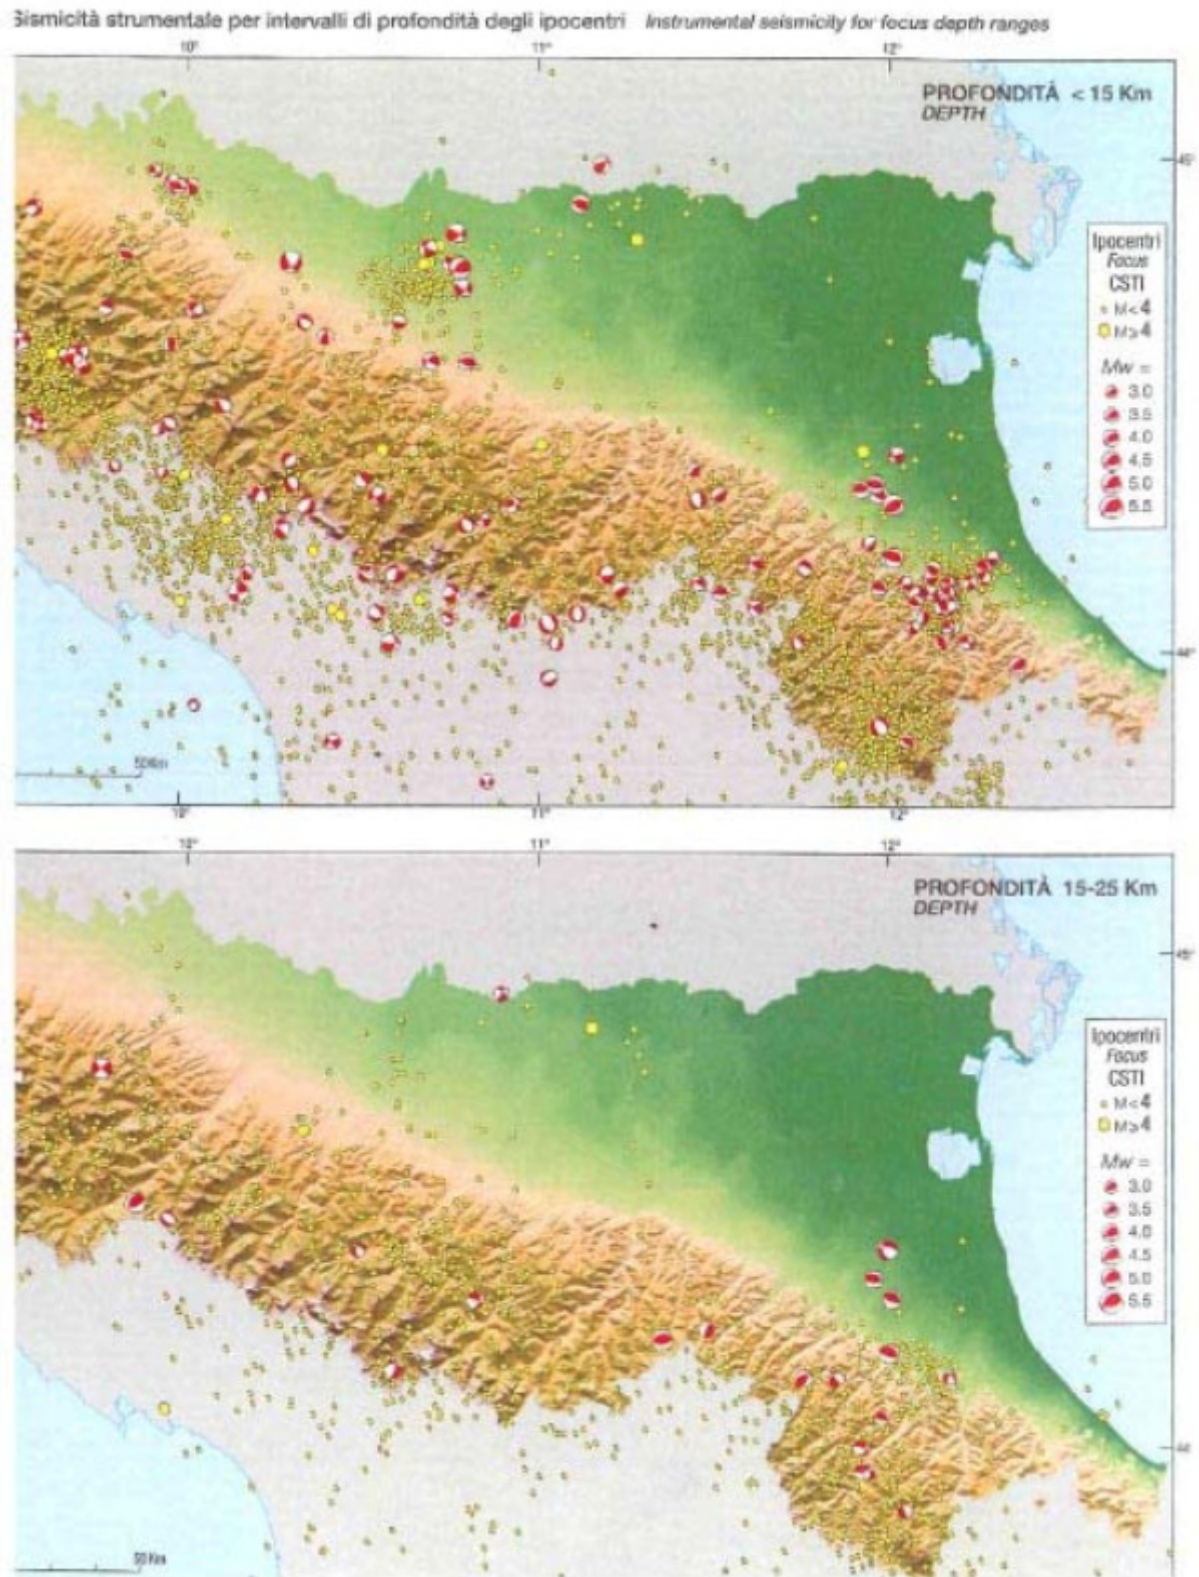 Sismicità strumentale per intervalli di profondità degli ipocentri Instrumental seismicity for focus depth ranges
10° 11° 12°
PROFONDITÀ < 15 Km
DEPTH
45°
Ipocentri
Focus
CSTI
M<4
M≥4
Mw =
3.0
3.5
4.0
4.5
5.0
5.5
44°
50Km
10° 11° 12°
10° 11° 12°
PROFONDITÀ 15-25 Km
DEPTH
45°
Ipocentri
Focus
CSTI
M<4
M≥4
Mw =
3.0
3.5
4.0
4.5
5.0
5.5
44
50 Km